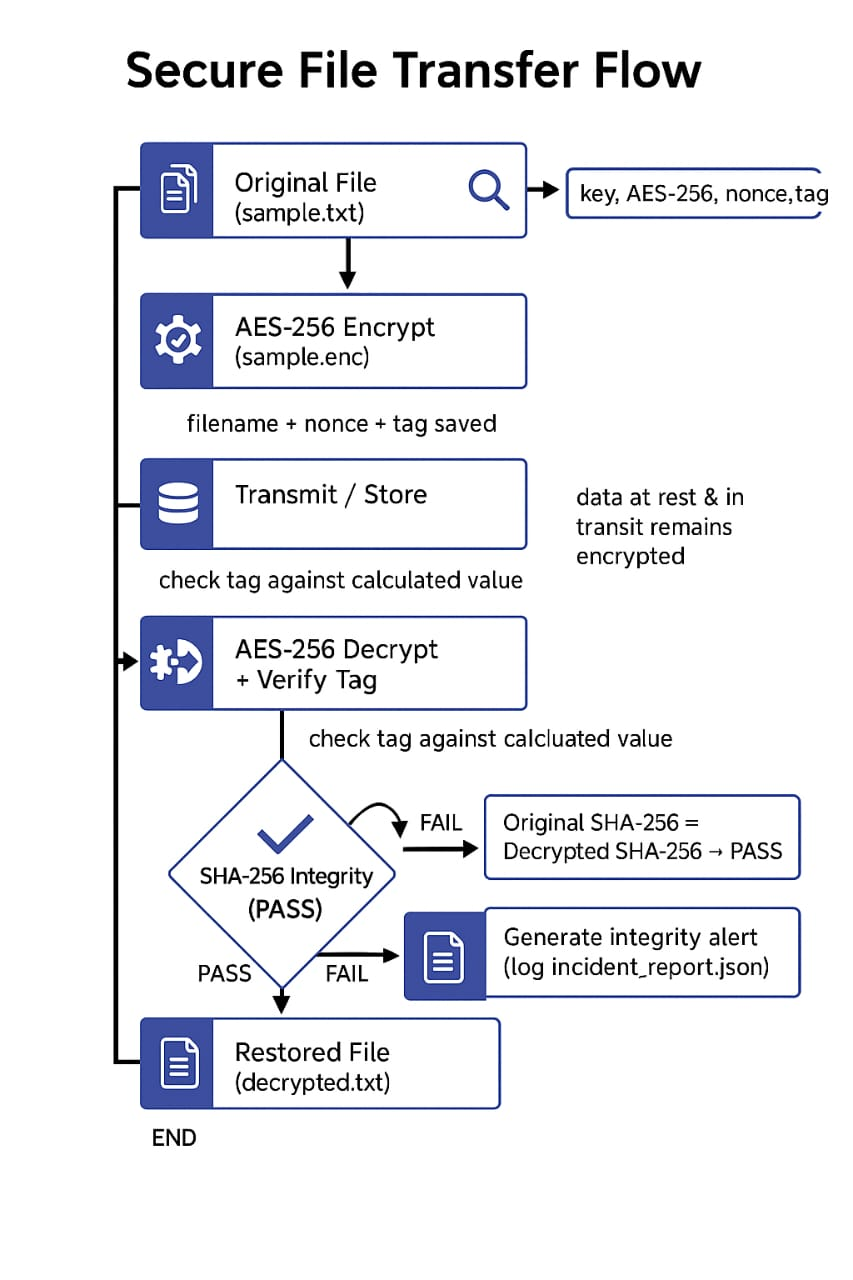 Secure File Transfer Flow
Original File
(sample.txt)
key, AES-256, nonce,tag
AES-256 Encrypt
(sample.enc)
filename + nonce + tag saved
Transmit / Store
data at rest & in
transit remains
encrypted
check tag against calculated value
AES-256 Decrypt
+ Verify Tag
check tag against calcluated value
FAIL
Original SHA-256 =
Decrypted SHA-256 → PASS
SHA-256 Integrity
(PASS)
Generate integrity alert
(log incident_report.json)
PASS
FAIL
Restored File
(decrypted.txt)
END